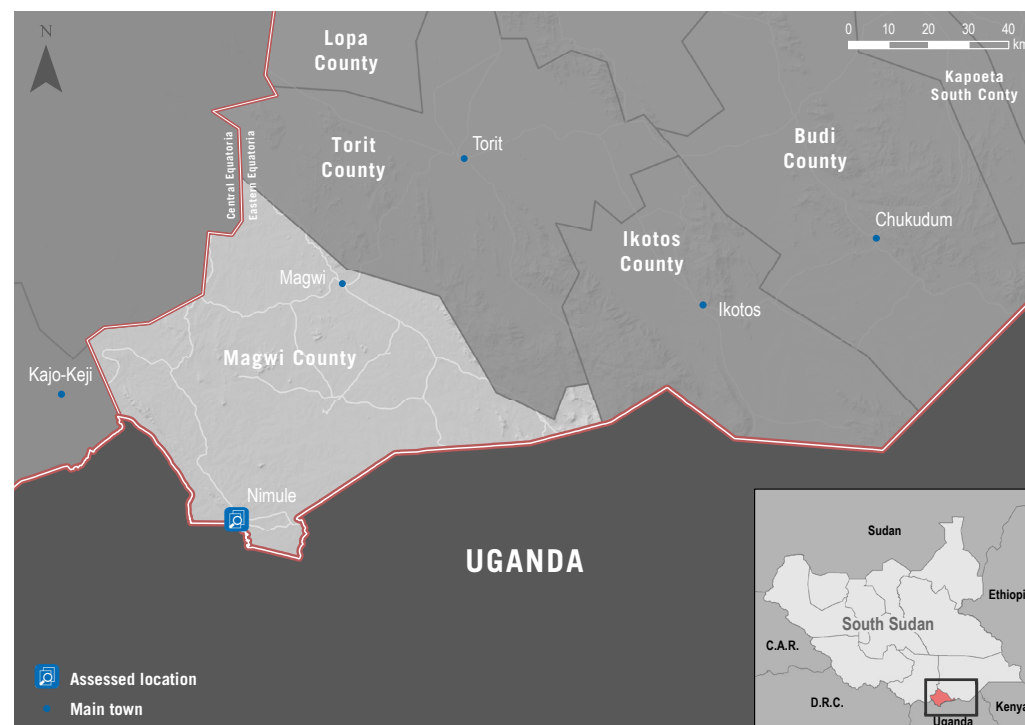 N
Lopa
County
0 10 20 30 40
km
Kapoeta
South Conty
Torit
County
Torit
Budi
County
Central Equatoria
Eastern Equatoria
Chukudum
Ikotos
County
Magwi
Ikotos
Magwi County
Kajo-Keji
Nimule
UGANDA
Sudan
Ethiopi
South Sudan
C.A.R.
D.R.C.
Uganda
Kenya
Assessed location
Main town